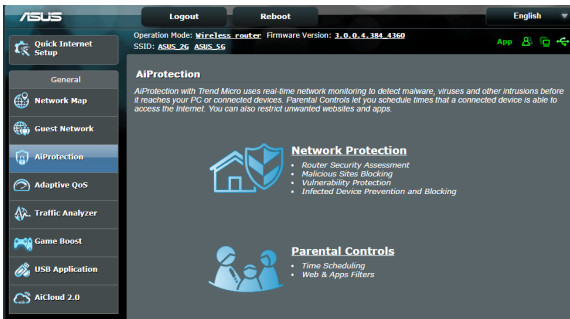 ASUS
Logout
Reboot
English
Quick Internet
Setup
Operation Mode: Wireless router Firmware Version: 3.0.0.4.384_4360
SSID: ASUS_2G ASUS_5G
App
General
Network Map
Guest Network
AiProtection
Adaptive QoS
Traffic Analyzer
Game Boost
USB Application
AiCloud 2.0
AiProtection
AiProtection with Trend Micro uses real-time network monitoring to detect malware, viruses and other intrusions before
it reaches your PC or connected devices. Parental Controls let you schedule times that a connected device is able to
access the Internet. You can also restrict unwanted websites and apps.
Network Protection
• Router Security Assessment
• Malicious Sites Blocking
• Vulnerability Protection
• Infected Device Prevention and Blocking
Parental Controls
• Time Scheduling
• Web & Apps Filters